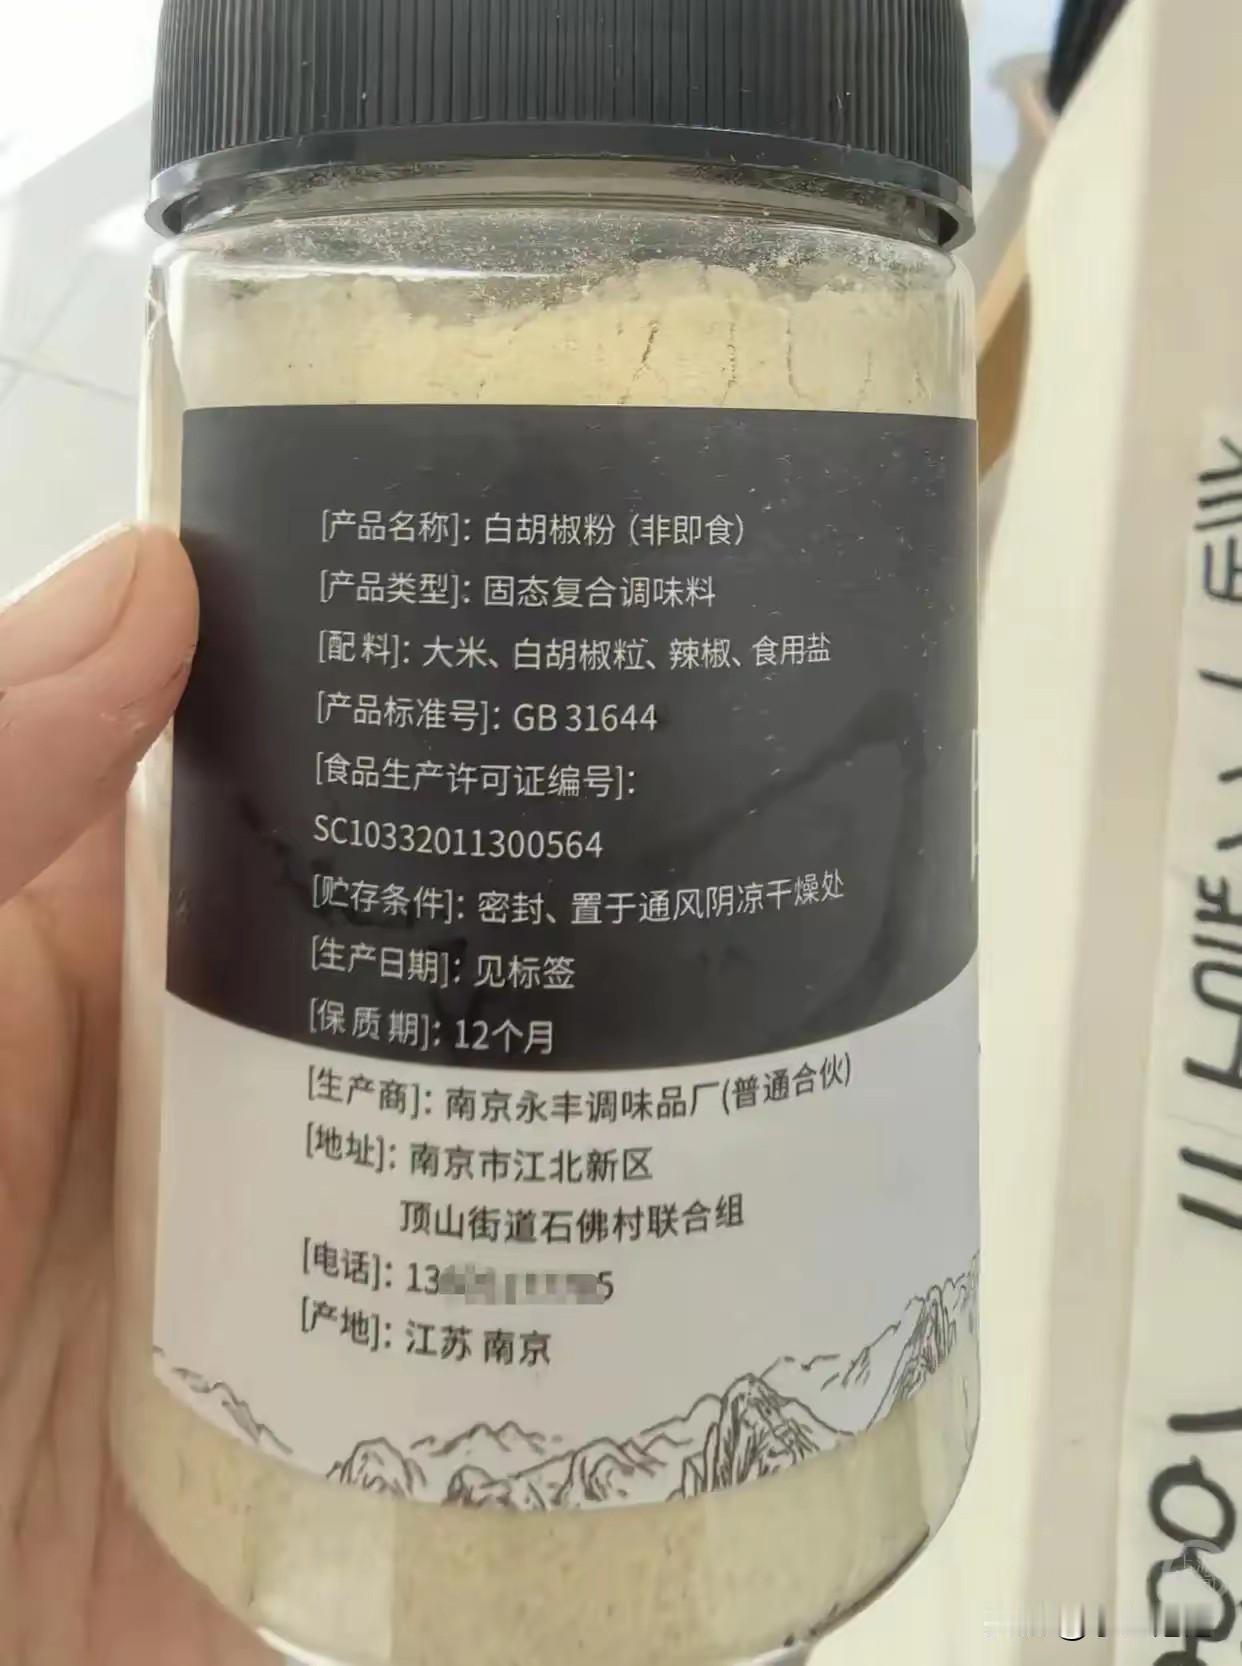 [产品名称]：白胡椒粉（非即食）
[产品类型]：固态复合调味料
[配料]：大米、白胡椒粒、辣椒、食用盐
[产品标准号]：GB 31644
[食品生产许可证编号]：
SC10332011300564
[贮存条件]：密封、置于通风阴凉干燥处
[生产日期]：见标签
[保质期]：12个月
[生产商]：南京永丰调味品厂(普通合伙)
[地址]：南京市江北新区
顶山街道石佛村联合组
[电话]：13 5
[产地]：江苏 南京